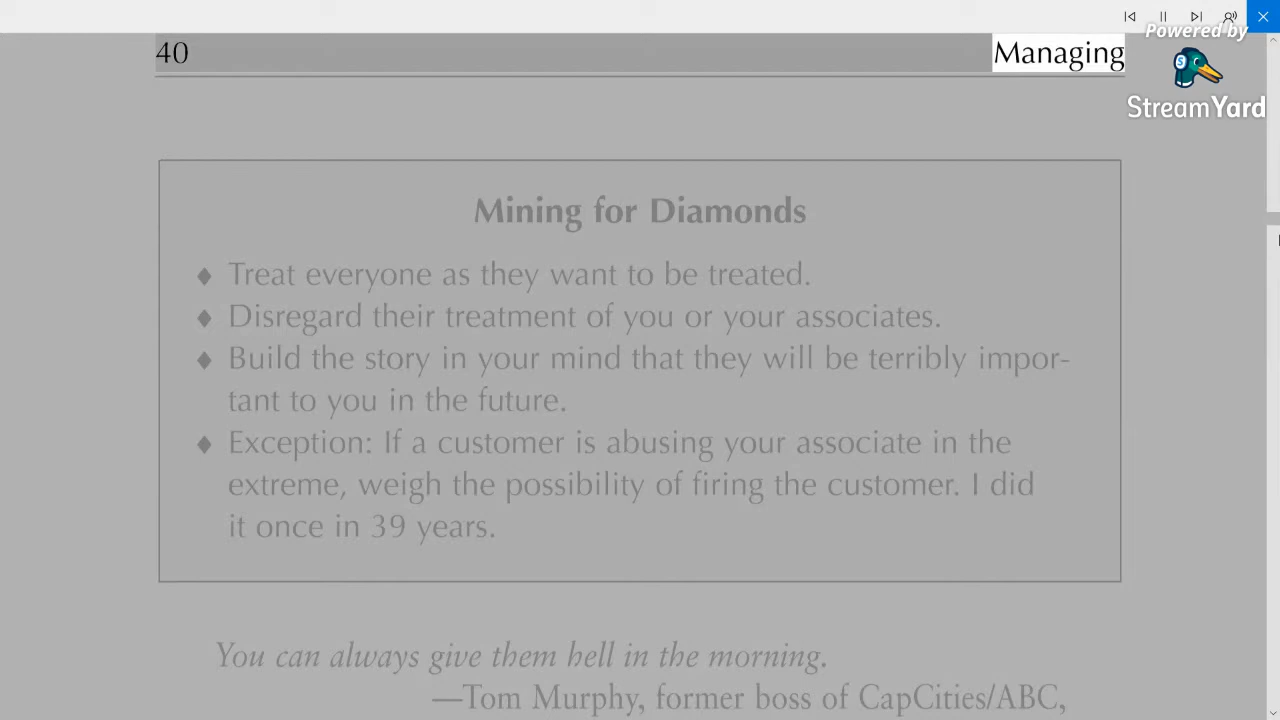 Powered by
StreamYard
40 Managing
Mining for Diamonds
♦ Treat everyone as they want to be treated.
♦ Disregard their treatment of you or your associates.
♦ Build the story in your mind that they will be terribly impor-
tant to you in the future.
♦ Exception: If a customer is abusing your associate in the
extreme, weigh the possibility of firing the customer. I did
it once in 39 years.
You can always give them hell in the morning.
—Tom Murphy, former boss of CapCities/ABC,